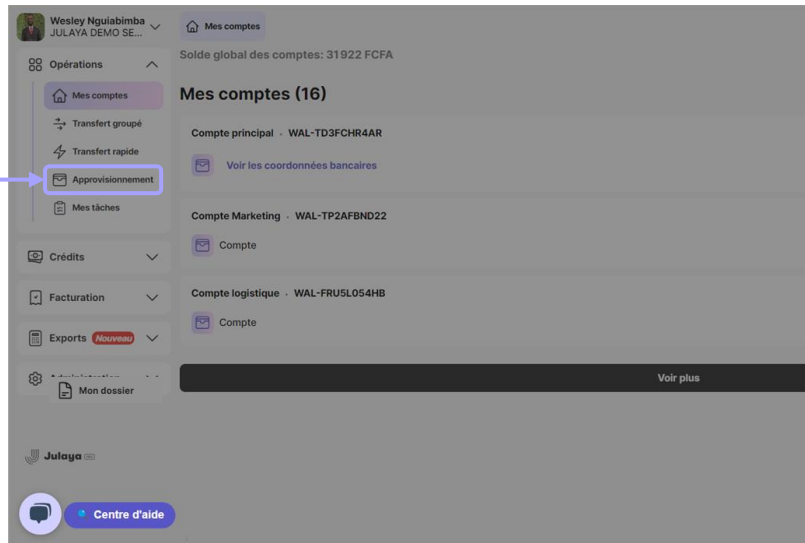 Wesley Nguiabimba
JULAYA DEMO SE...
Opérations
Mes comptes
Transfert groupé
Transfert rapide
Approvisionnement
Mes tâches
Crédits
Facturation
Exports Nouveau
Mon dossier
Julaya
Centre d'aide
Mes comptes
Solde global des comptes: 31 922 FCFA
Mes comptes (16)
Compte principal - WAL-TD3FCHR4AR
Voir les coordonnées bancaires
Compte Marketing - WAL-TP2AFBND22
Compte
Compte logistique - WAL-FRU5L054HB
Compte
Voir plus